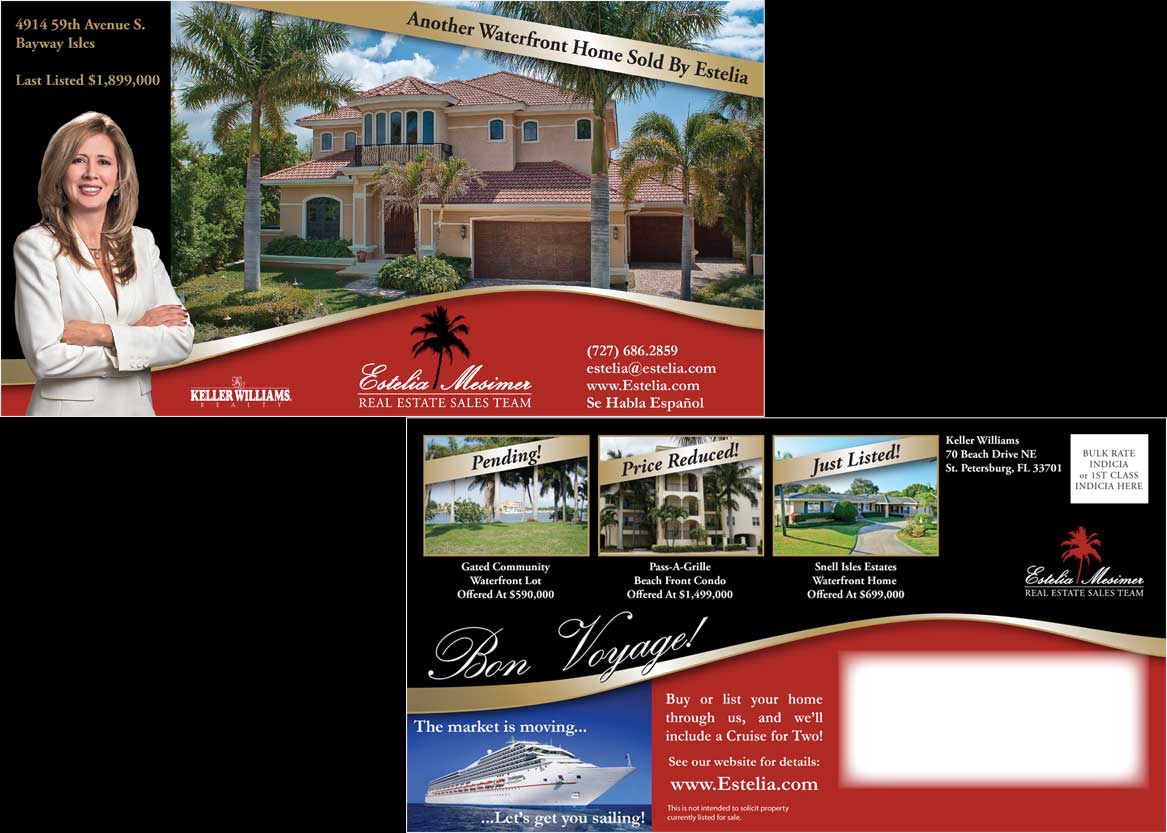 4914 59th Avenue S.
Bayway Isles
Last Listed $1,899,000
Another Waterfront Home Sold By Estelia
KELLER WILLIAMS
REALTY
Estelia Mesimer
REAL ESTATE SALES TEAM
(727) 686.2859
estelia@estelia.com
www.Estelia.com
Se Habla Español
Pending!
Gated Community
Waterfront Lot
Offered At $590,000
Price Reduced!
Pass-A-Grille
Beach Front Condo
Offered At $1,499,000
Just Listed!
Snell Isles Estates
Waterfront Home
Offered At $699,000
Keller Williams
70 Beach Drive NE
St. Petersburg, FL 33701
BULK RATE
INDICIA
or 1ST CLASS
INDICIA HERE
Estelia Mesimer
REAL ESTATE SALES TEAM
Bon Voyage!
The market is moving...
...Let's get you sailing!
Buy or list your home
through us, and we'll
include a Cruise for Two!
See our website for details:
www.Estelia.com
This is not intended to solicit property
currently listed for sale.